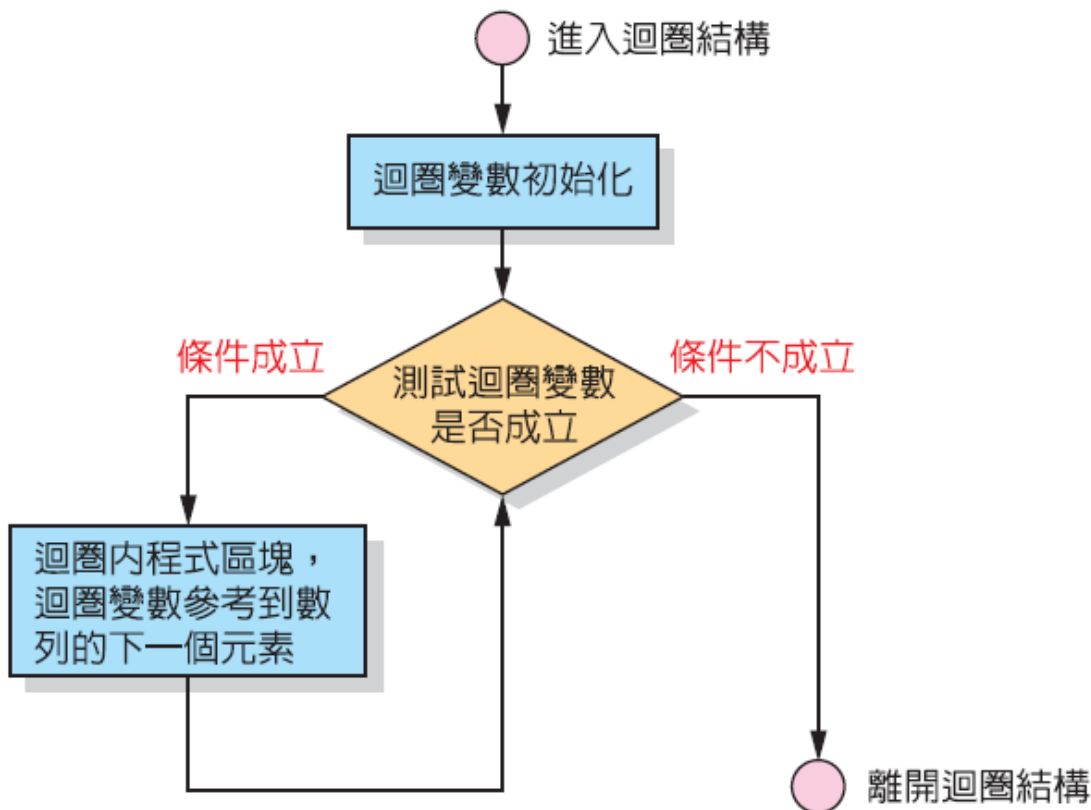 進入迴圈結構
迴圈變數初始化
條件成立
測試迴圈變數
是否成立
條件不成立
迴圈內程式區塊，
迴圈變數參考到數
列的下一個元素
離開迴圈結構